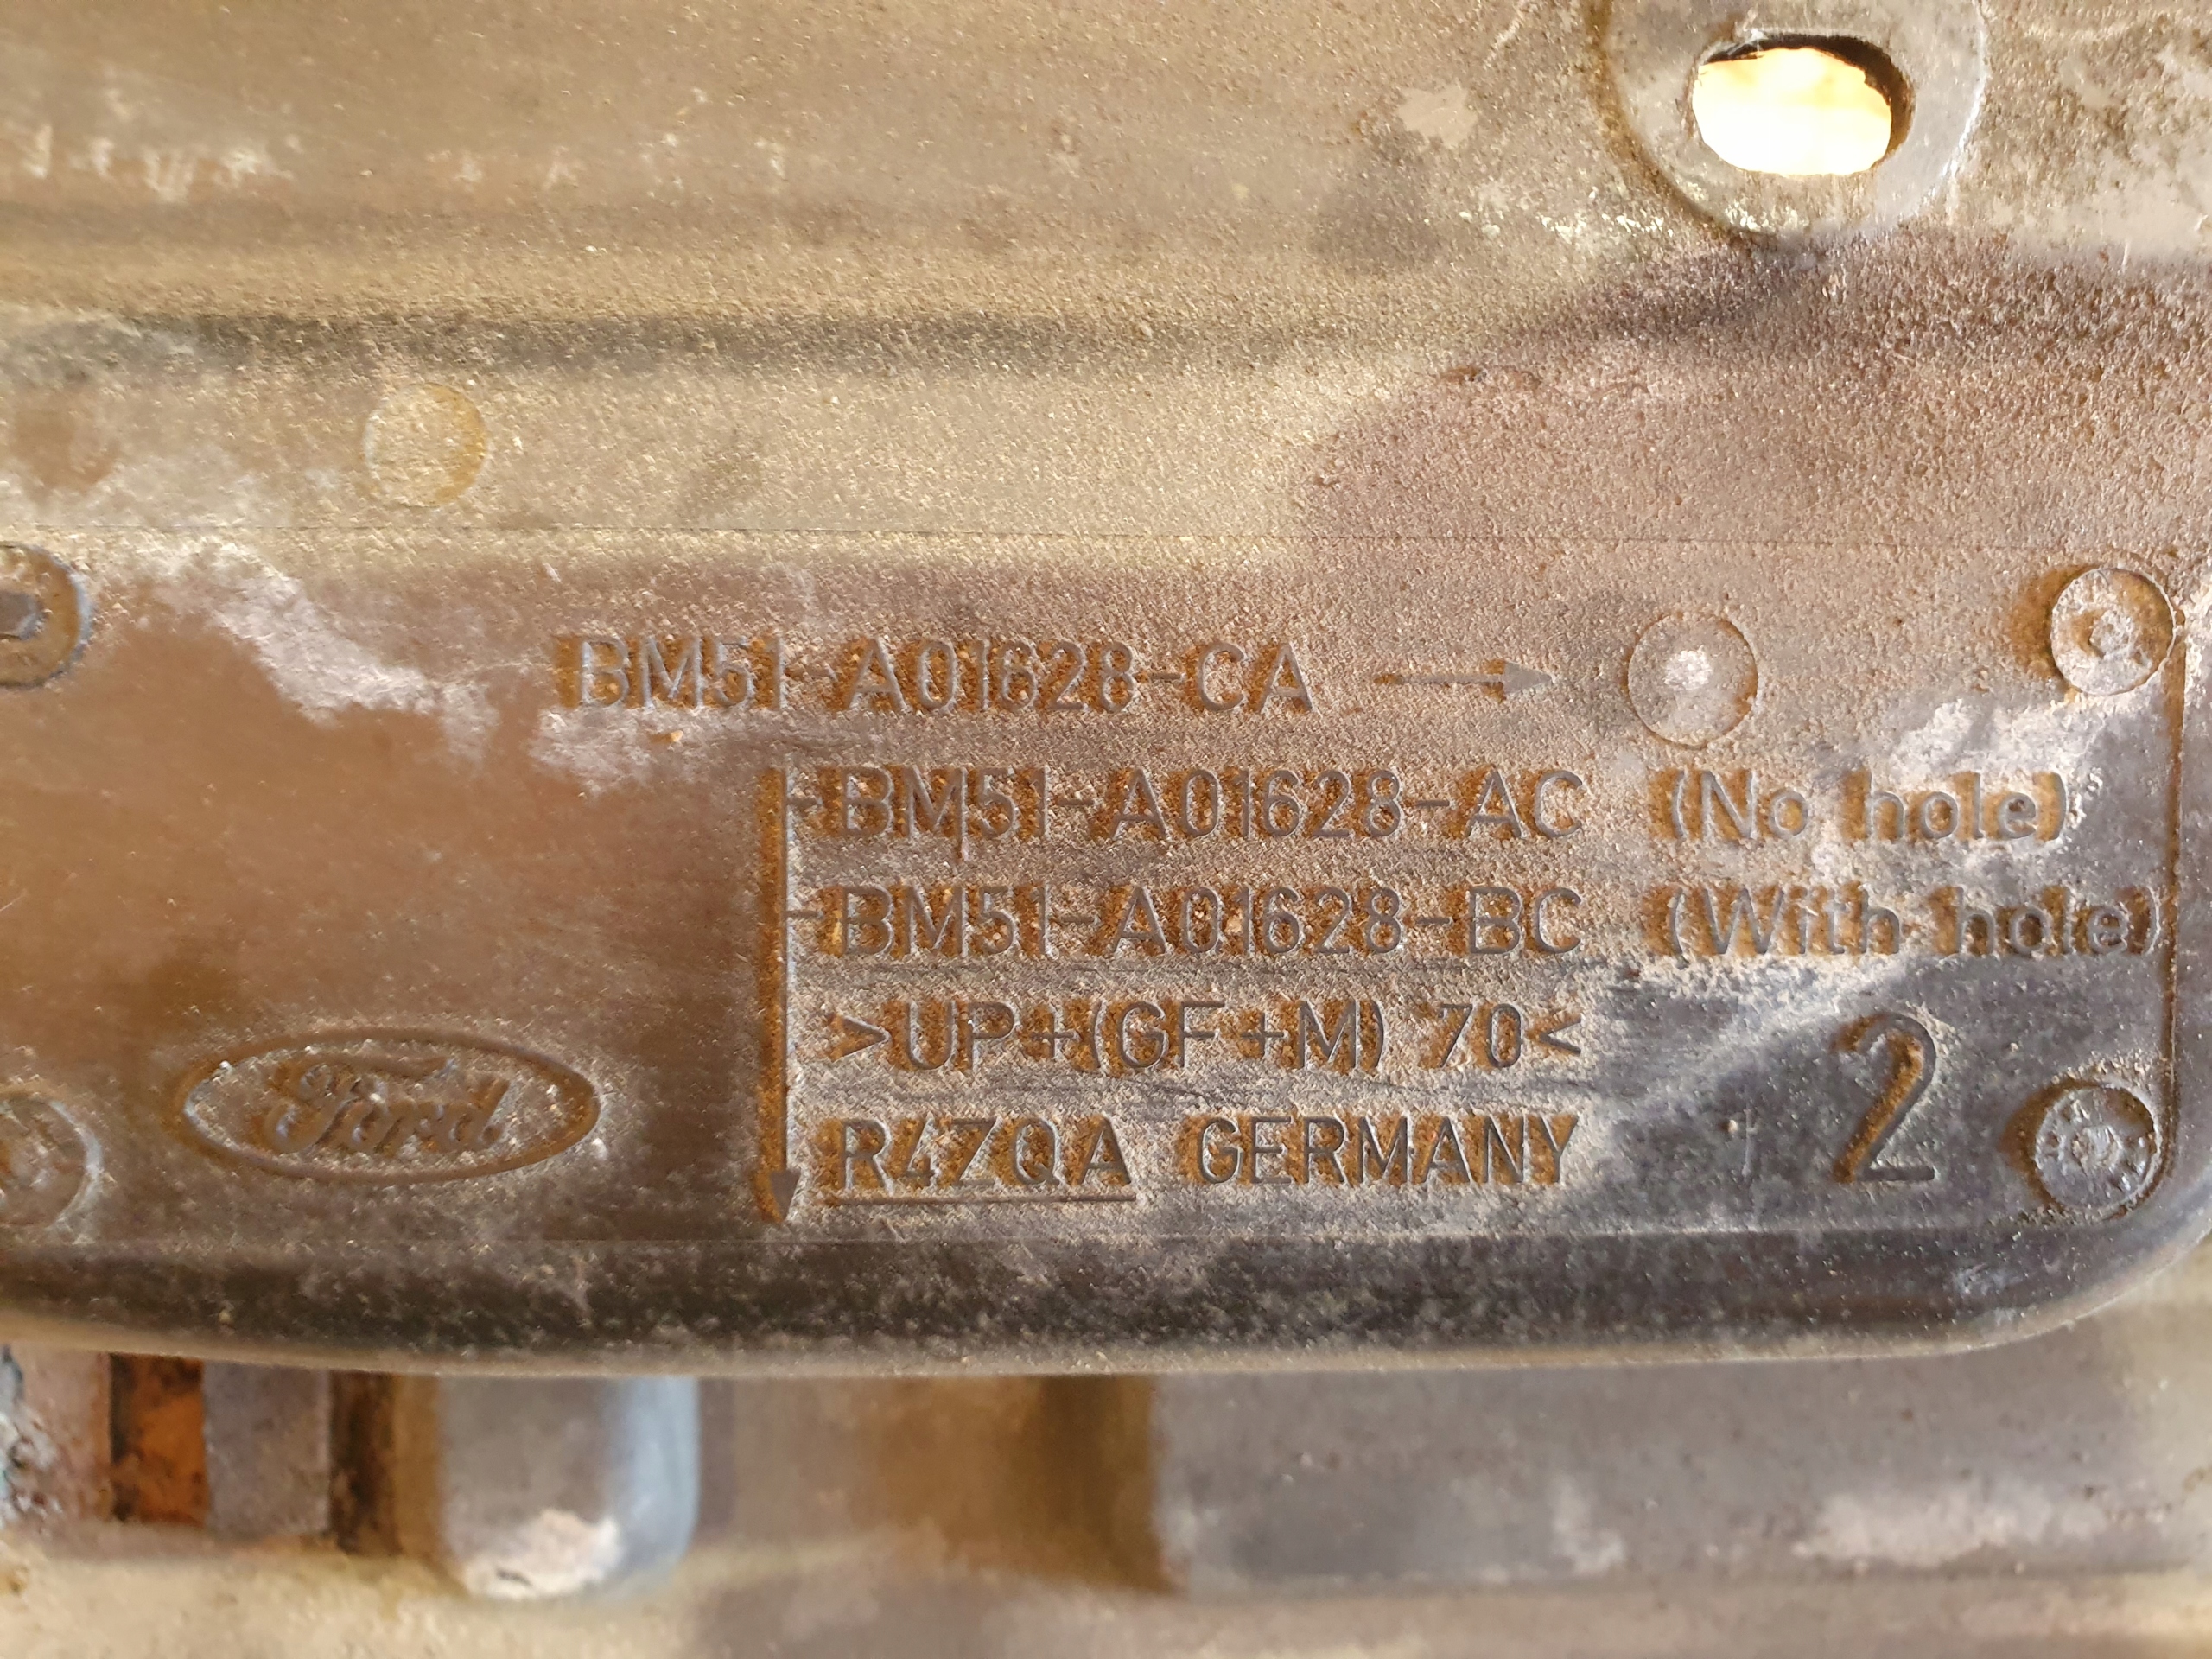 BM51-A01628-CA
BM51-A01628-AC (No hole)
BM51-A01628-BC (With hole)
>UP+(GF+M) 70<
R4ZQA GERMANY
2
Ford